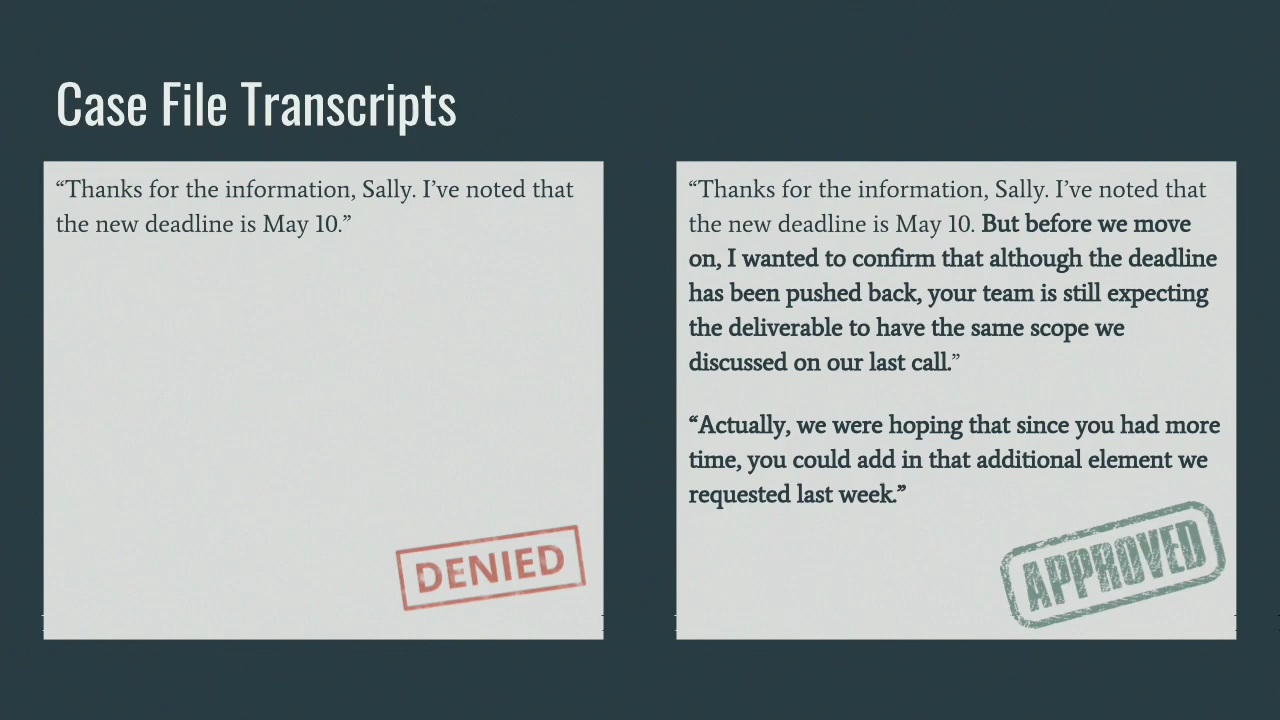 Case File Transcripts
“Thanks for the information, Sally. I’ve noted that
the new deadline is May 10.”
DENIED
“Thanks for the information, Sally. I’ve noted that
the new deadline is May 10. But before we move
on, I wanted to confirm that although the deadline
has been pushed back, your team is still expecting
the deliverable to have the same scope we
discussed on our last call.”
“Actually, we were hoping that since you had more
time, you could add in that additional element we
requested last week.”
APPROVED